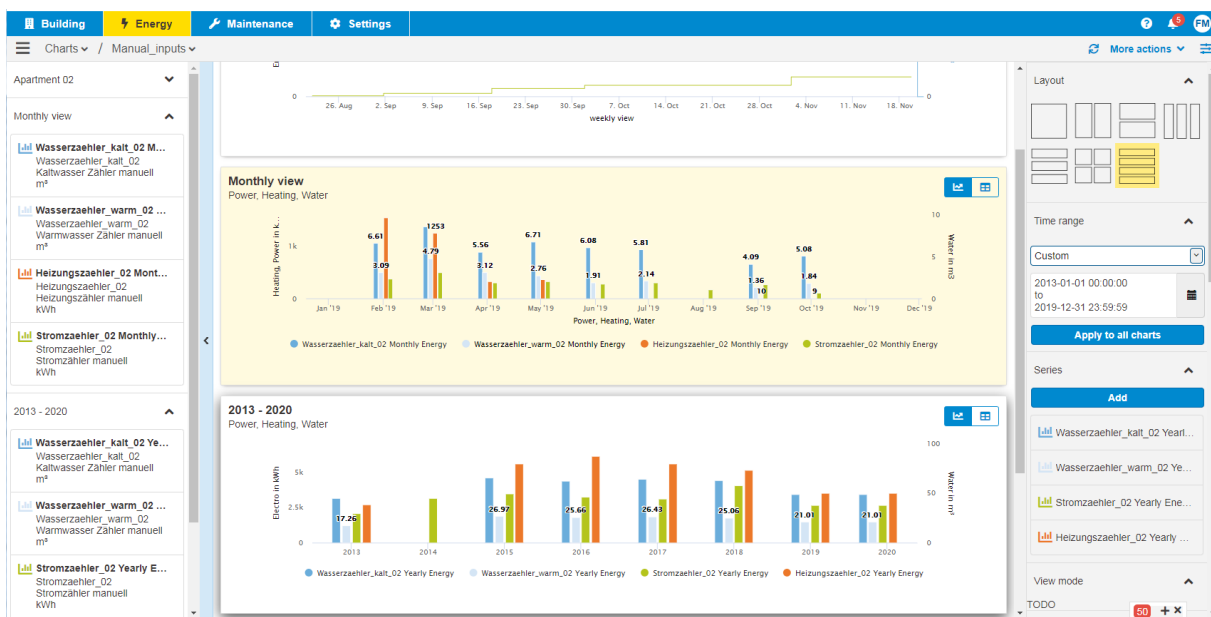 Building
Energy
Maintenance
Settings
5
FM
Charts / Manual_inputs
More actions
Apartment 02
Monthly view
Wasserzaehler_kalt_02 M...
Wasserzaehler_kalt_02
Kaltwasser Zähler manuell
m³
Wasserzaehler_warm_02 ...
Wasserzaehler_warm_02
Warmwasser Zähler manuell
m³
Heizungszaehler_02 Mont...
Heizungszaehler_02
Heizungszähler manuell
kWh
Stromzaehler_02 Monthly...
Stromzaehler_02
Stromzähler manuell
kWh
2013 - 2020
Wasserzaehler_kalt_02 Ye...
Wasserzaehler_kalt_02
Kaltwasser Zähler manuell
m³
Wasserzaehler_warm_02 ...
Wasserzaehler_warm_02
Warmwasser Zähler manuell
m³
Stromzaehler_02 Yearly E...
Stromzaehler_02
Stromzähler manuell
kWh
0 0
26. Aug 2. Sep 9. Sep 16. Sep 23. Sep 30. Sep 7. Oct 14. Oct 21. Oct 28. Oct 4. Nov 11. Nov 18. Nov
weekly view
Monthly view
Power, Heating, Water
Heating, Power in k...
1k
0
10
5
0
Water in m3
6.61 1253 5.56 6.71 6.08 5.81 4.09 5.08
3.09 4.79 3.12 2.76 1.91 2.14 1.36 1.84
10 9
Jan '19 Feb '19 Mar '19 Apr '19 May '19 Jun '19 Jul '19 Aug '19 Sep '19 Oct '19 Nov '19 Dec '19
Power, Heating, Water
Wasserzaehler_kalt_02 Monthly Energy Wasserzaehler_warm_02 Monthly Energy Heizungszaehler_02 Monthly Energy Stromzaehler_02 Monthly Energy
2013 - 2020
Power, Heating, Water
Electro in kWh
5k
2.5k
0
100
50
0
Water in m³
17.26 26.97 25.66 26.43 25.06 21.01 21.01
2013 2014 2015 2016 2017 2018 2019 2020
Wasserzaehler_kalt_02 Yearly Energy Wasserzaehler_warm_02 Yearly Energy Stromzaehler_02 Yearly Energy Heizungszaehler_02 Yearly Energy
Layout
Time range
Custom
2013-01-01 00:00:00
to
2019-12-31 23:59:59
Apply to all charts
Series
Add
Wasserzaehler_kalt_02 Yearl...
Wasserzaehler_warm_02 Ye...
Stromzaehler_02 Yearly Ene...
Heizungszaehler_02 Yearly ...
View mode
TODO
50